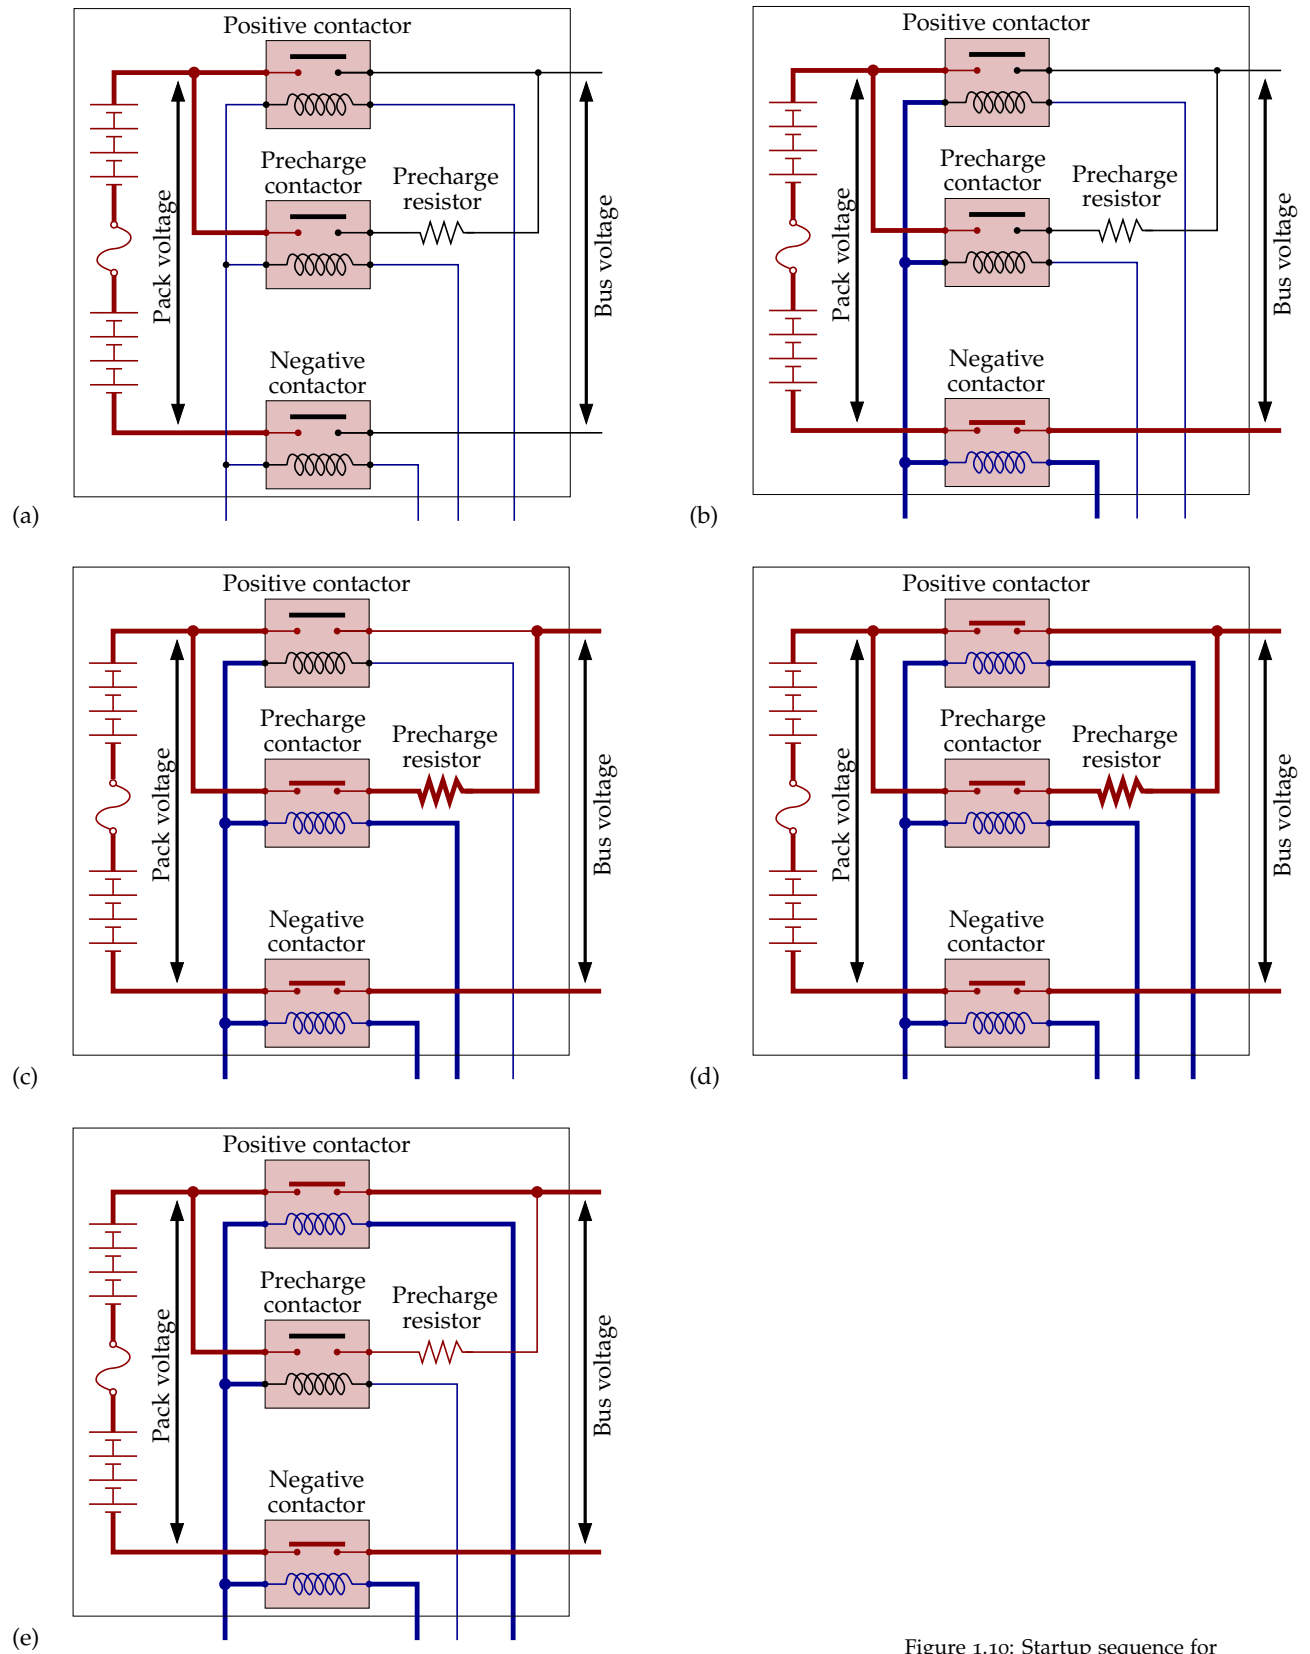 Positive contactor
Precharge
contactor
Precharge
resistor
Pack voltage
Bus voltage
Negative
contactor
(a)
Positive contactor
Precharge
contactor
Precharge
resistor
Pack voltage
Bus voltage
Negative
contactor
(b)
Positive contactor
Precharge
contactor
Precharge
resistor
Pack voltage
Bus voltage
Negative
contactor
(c)
Positive contactor
Precharge
contactor
Precharge
resistor
Pack voltage
Bus voltage
Negative
contactor
(d)
Positive contactor
Precharge
contactor
Precharge
resistor
Pack voltage
Bus voltage
Negative
contactor
(e)
Figure 1.10: Startup sequence for